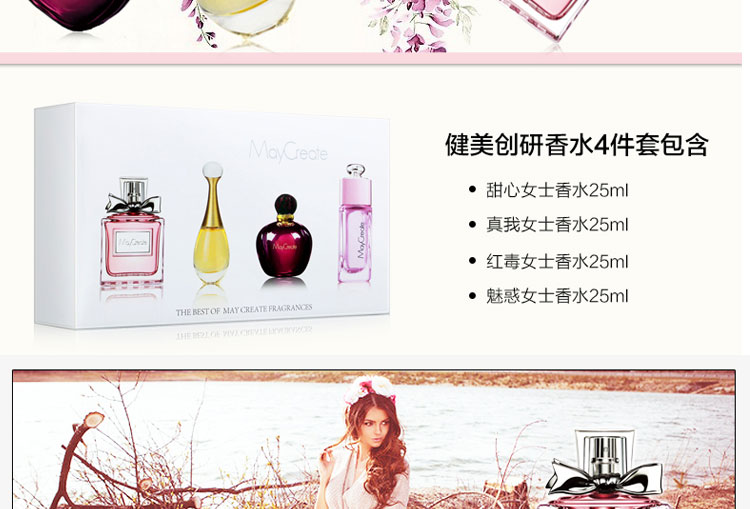 MayCreate
MayCreate
MayCreate
MayCreate
THE BEST OF MAY CREATE FRAGRANCES
健美创研香水4件套包含
甜心女士香水25ml
真我女士香水25ml
红毒女士香水25ml
魅惑女士香水25ml